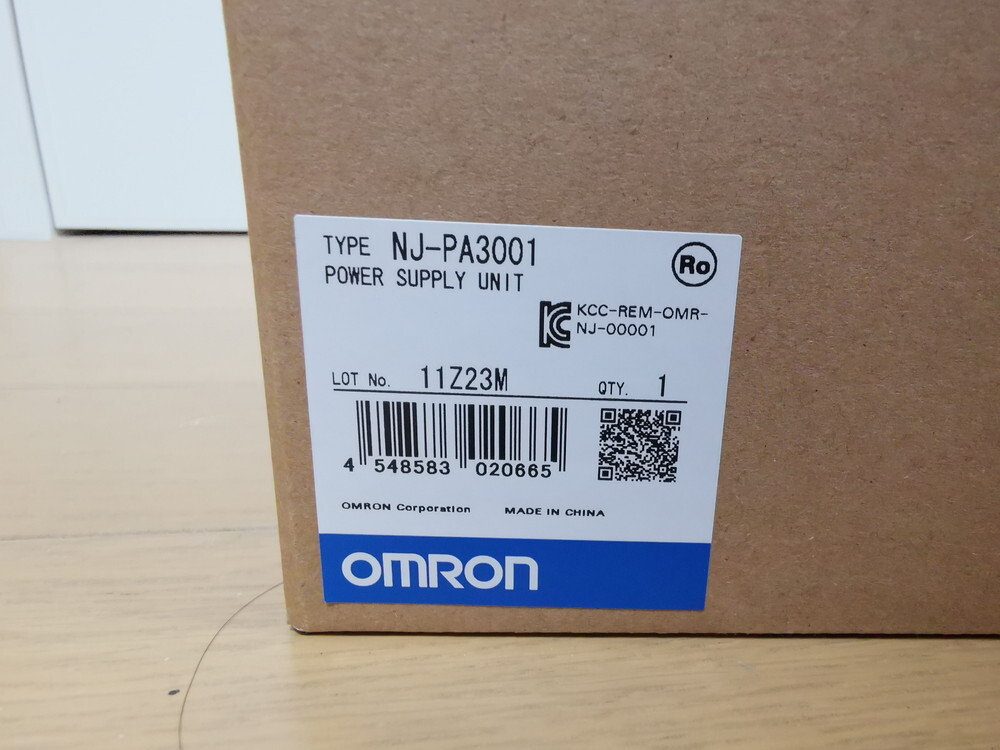 TYPE NJ-PA3001
POWER SUPPLY UNIT
Ro
KC
KCC-REM-OMR-
NJ-00001
LOT No. 11Z23M
QTY. 1
4 548583 020665
OMRON Corporation MADE IN CHINA
OMRON